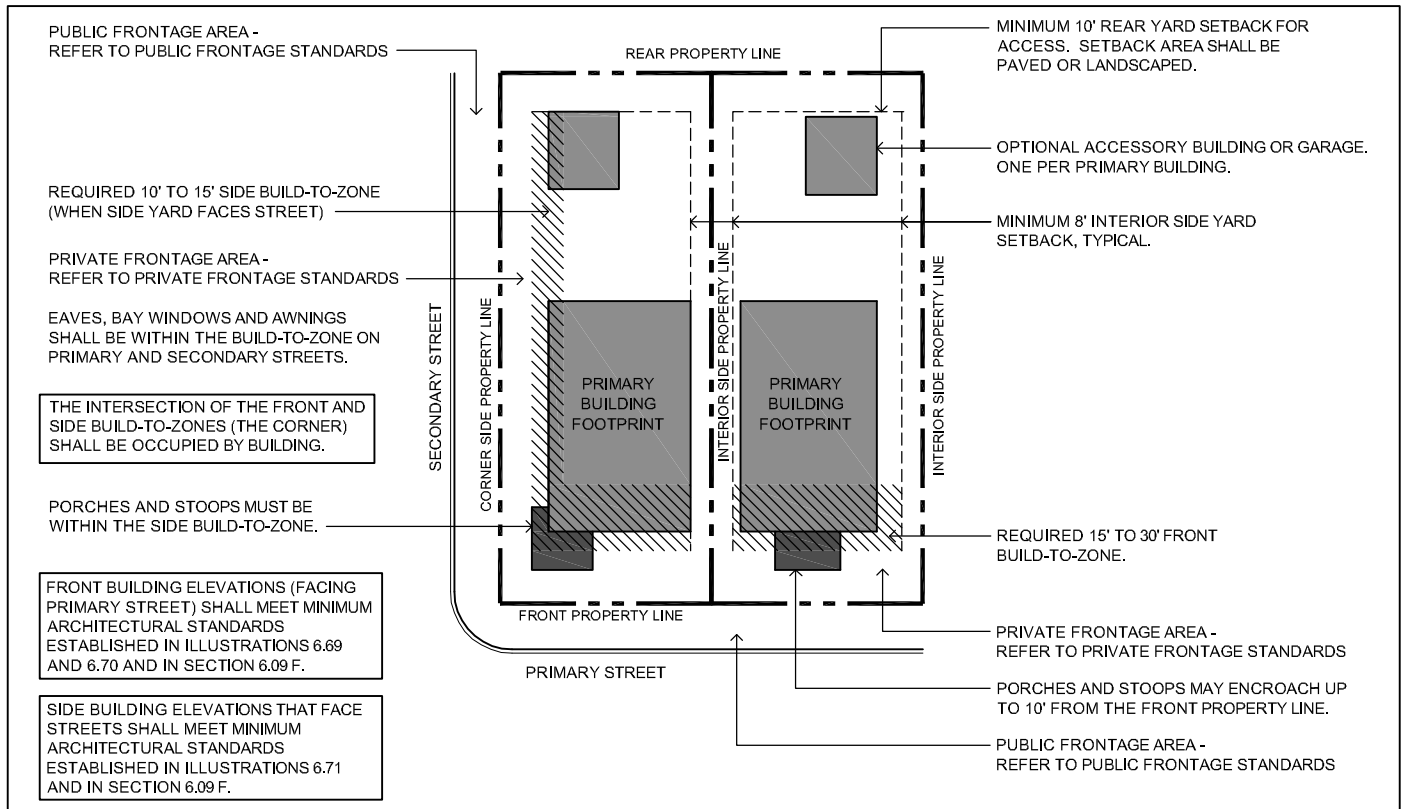 PUBLIC FRONTAGE AREA -
REFER TO PUBLIC FRONTAGE STANDARDS
REQUIRED 10' TO 15' SIDE BUILD-TO-ZONE
(WHEN SIDE YARD FACES STREET)
PRIVATE FRONTAGE AREA -
REFER TO PRIVATE FRONTAGE STANDARDS
EAVES, BAY WINDOWS AND AWNINGS
SHALL BE WITHIN THE BUILD-TO-ZONE ON
PRIMARY AND SECONDARY STREETS.
THE INTERSECTION OF THE FRONT AND
SIDE BUILD-TO-ZONES (THE CORNER)
SHALL BE OCCUPIED BY BUILDING.
PORCHES AND STOOPS MUST BE
WITHIN THE SIDE BUILD-TO-ZONE.
FRONT BUILDING ELEVATIONS (FACING
PRIMARY STREET) SHALL MEET MINIMUM
ARCHITECTURAL STANDARDS
ESTABLISHED IN ILLUSTRATIONS 6.69
AND 6.70 AND IN SECTION 6.09 F.
SIDE BUILDING ELEVATIONS THAT FACE
STREETS SHALL MEET MINIMUM
ARCHITECTURAL STANDARDS
ESTABLISHED IN ILLUSTRATIONS 6.71
AND IN SECTION 6.09 F.
REAR PROPERTY LINE
SECONDARY STREET
CORNER SIDE PROPERTY LINE
PRIMARY
BUILDING
FOOTPRINT
INTERIOR SIDE PROPERTY LINE
PRIMARY
BUILDING
FOOTPRINT
INTERIOR SIDE PROPERTY LINE
FRONT PROPERTY LINE
PRIMARY STREET
MINIMUM 10' REAR YARD SETBACK FOR
ACCESS. SETBACK AREA SHALL BE
PAVED OR LANDSCAPED.
OPTIONAL ACCESSORY BUILDING OR GARAGE.
ONE PER PRIMARY BUILDING.
MINIMUM 8' INTERIOR SIDE YARD
SETBACK, TYPICAL.
REQUIRED 15' TO 30' FRONT
BUILD-TO-ZONE.
PRIVATE FRONTAGE AREA -
REFER TO PRIVATE FRONTAGE STANDARDS
PORCHES AND STOOPS MAY ENCROACH UP
TO 10' FROM THE FRONT PROPERTY LINE.
PUBLIC FRONTAGE AREA -
REFER TO PUBLIC FRONTAGE STANDARDS